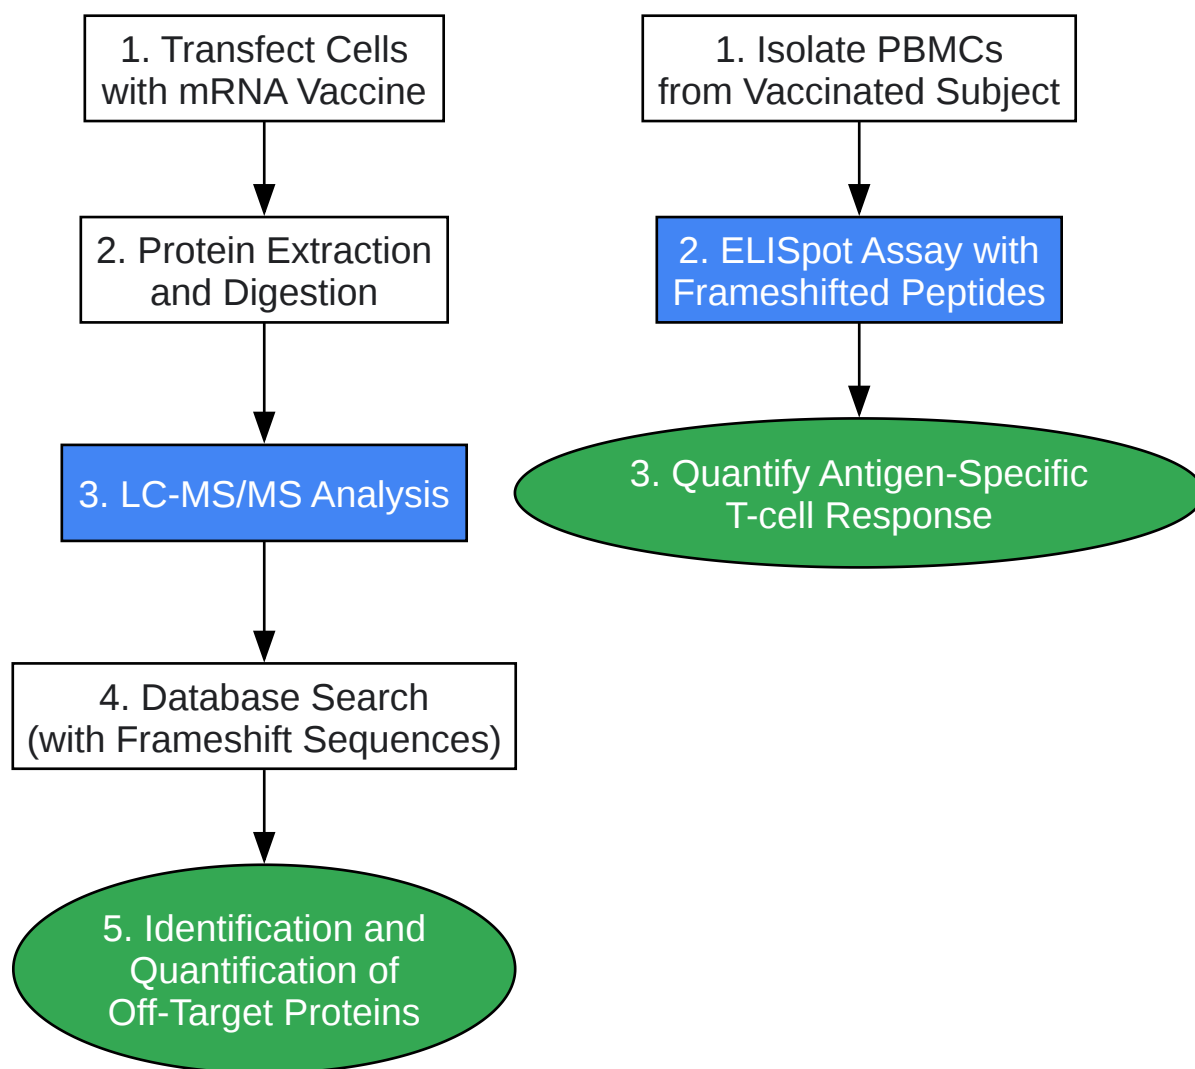 1. Transfect Cells
with mRNA Vaccine
2. Protein Extraction
and Digestion
3. LC-MS/MS Analysis
4. Database Search
(with Frameshift Sequences)
5. Identification and
Quantification of
Off-Target Proteins
1. Isolate PBMCs
from Vaccinated Subject
2. ELISpot Assay with
Frameshifted Peptides
3. Quantify Antigen-Specific
T-cell Response